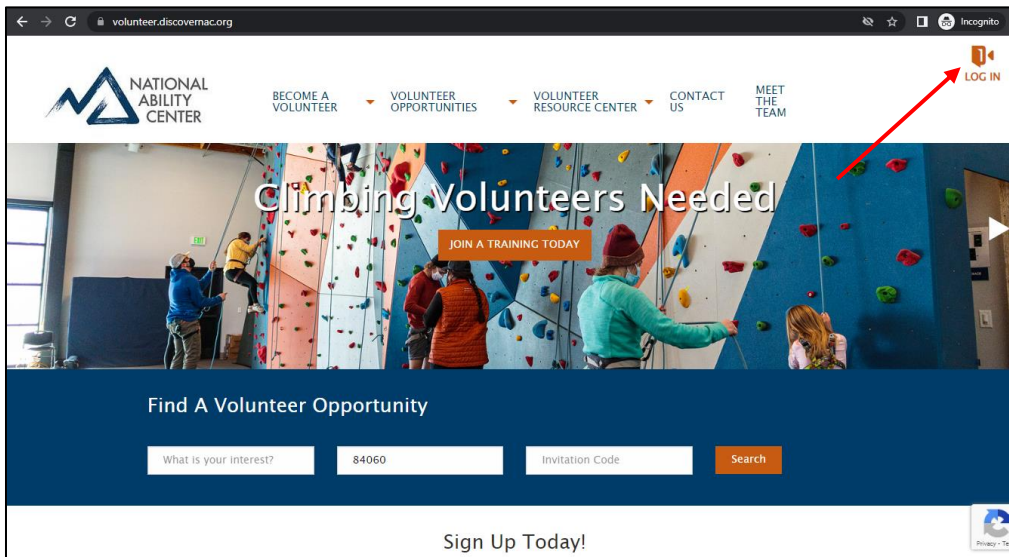 volunteer.discovernac.org
Incognito
LOG IN
NATIONAL
ABILITY
CENTER
BECOME A
VOLUNTEER
VOLUNTEER
OPPORTUNITIES
VOLUNTEER
RESOURCE CENTER
CONTACT
US
MEET
THE
TEAM
Climbing Volunteers Needed
JOIN A TRAINING TODAY
Find A Volunteer Opportunity
What is your interest?
84060
Invitation Code
Search
Sign Up Today!
Privacy - Te